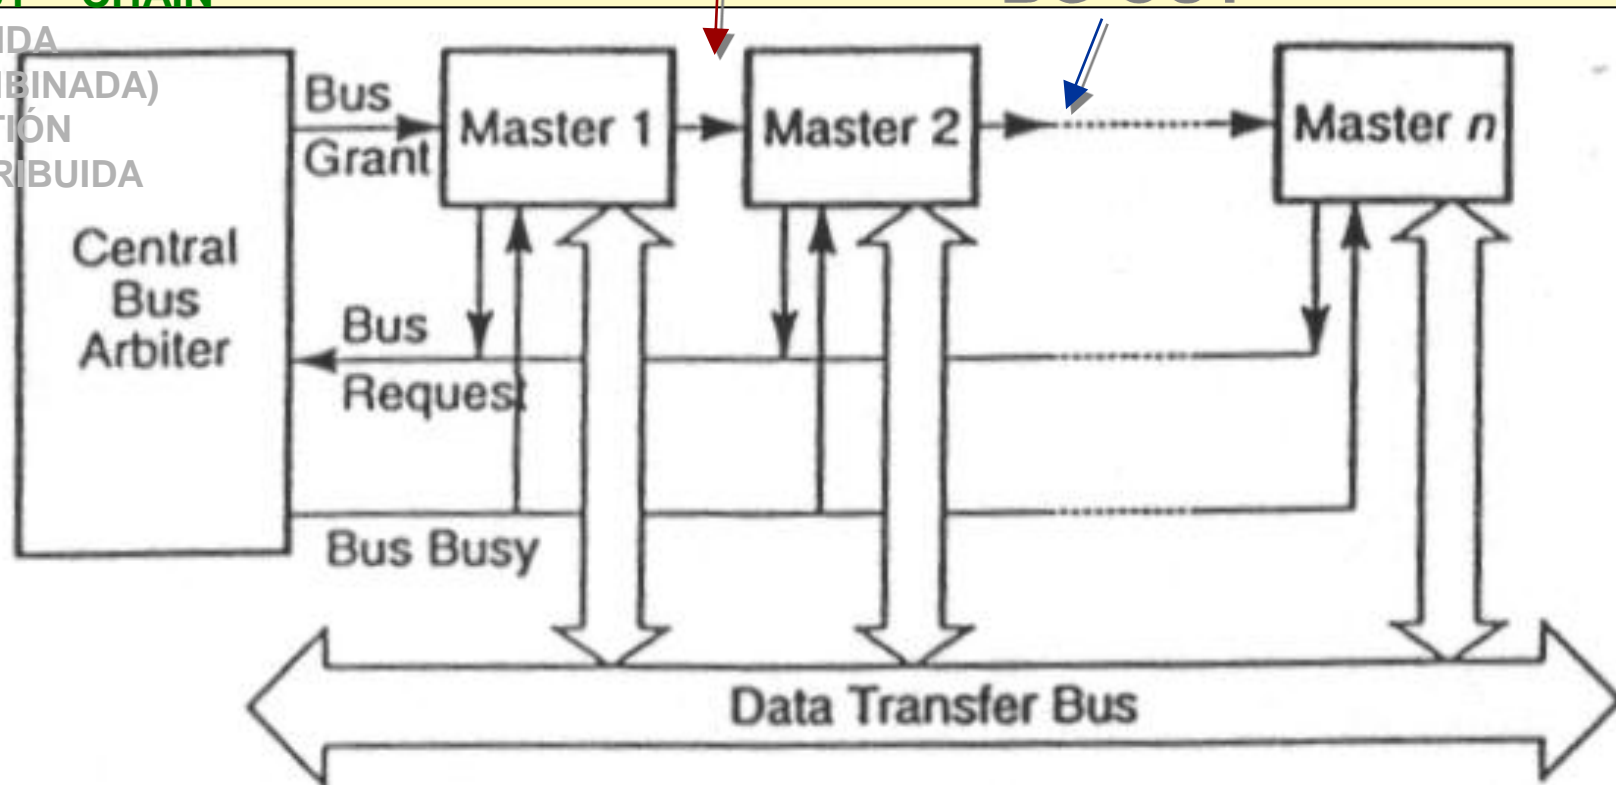 CHAIN
BINADA)
TIÓN
RIBUIDA
Bus
Grant
Master 1
Master 2
Master n
Central
Bus
Arbiter
Bus
Request
Bus Busy
Data Transfer Bus